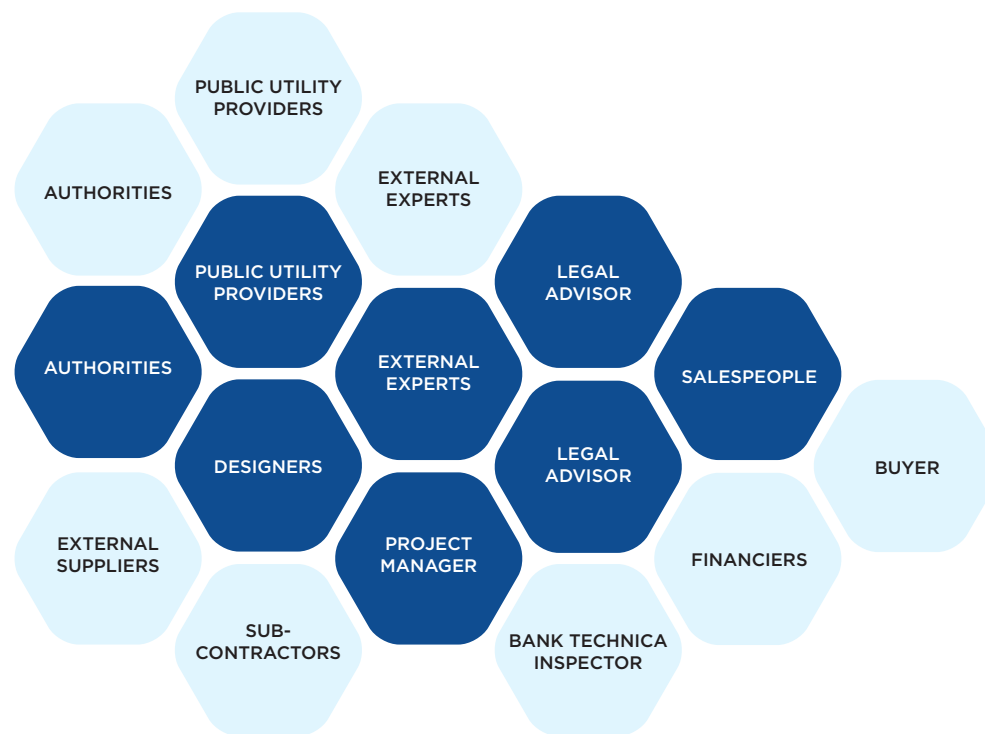 PUBLIC UTILITY
PROVIDERS
AUTHORITIES
EXTERNAL
EXPERTS
PUBLIC UTILITY
PROVIDERS
LEGAL
ADVISOR
AUTHORITIES
EXTERNAL
EXPERTS
SALESPEOPLE
DESIGNERS
LEGAL
ADVISOR
BUYER
EXTERNAL
SUPPLIERS
PROJECT
MANAGER
FINANCIERS
SUB-
CONTRACTORS
BANK TECHNICA
INSPECTOR